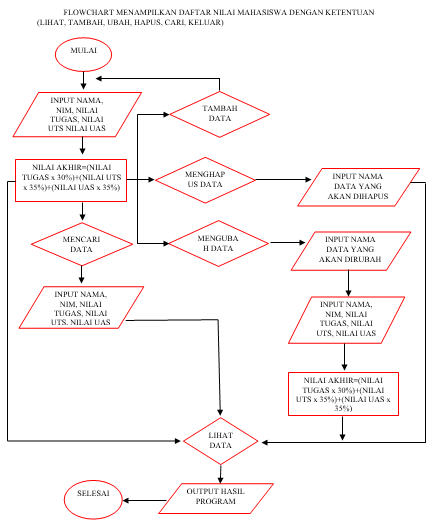 FLOWCHART MENAMPILKAN DAFTAR NILAI MAHASISWA DENGAN KETENTUAN
(LIHAT, TAMBAH, UBAH, HAPUS, CARI, KELUAR)
MULAI
INPUT NAMA,
NIM, NILAI
TUGAS, NILAI
UTS NILAI UAS
TAMBAH
DATA
NILAI AKHIR=(NILAI
TUGAS x 30%)+(NILAI UTS
x 35%)+(NILAI UAS x 35%)
MENGHAP
US DATA
INPUT NAMA
DATA YANG
AKAN DIHAPUS
MENCARI
DATA
MENGUBA
H DATA
INPUT NAMA
DATA YANG
AKAN DIRUBAH
INPUT NAMA,
NIM, NILAI
TUGAS, NILAI
UTS. NILAI UAS
INPUT NAMA,
NIM, NILAI
TUGAS, NILAI
UTS, NILAI UAS
NILAI AKHIR=(NILAI
TUGAS x 30%)+(NILAI
UTS x 35%)+(NILAI UAS x
35%)
LIHAT
DATA
SELESAI
OUTPUT HASIL
PROGRAM